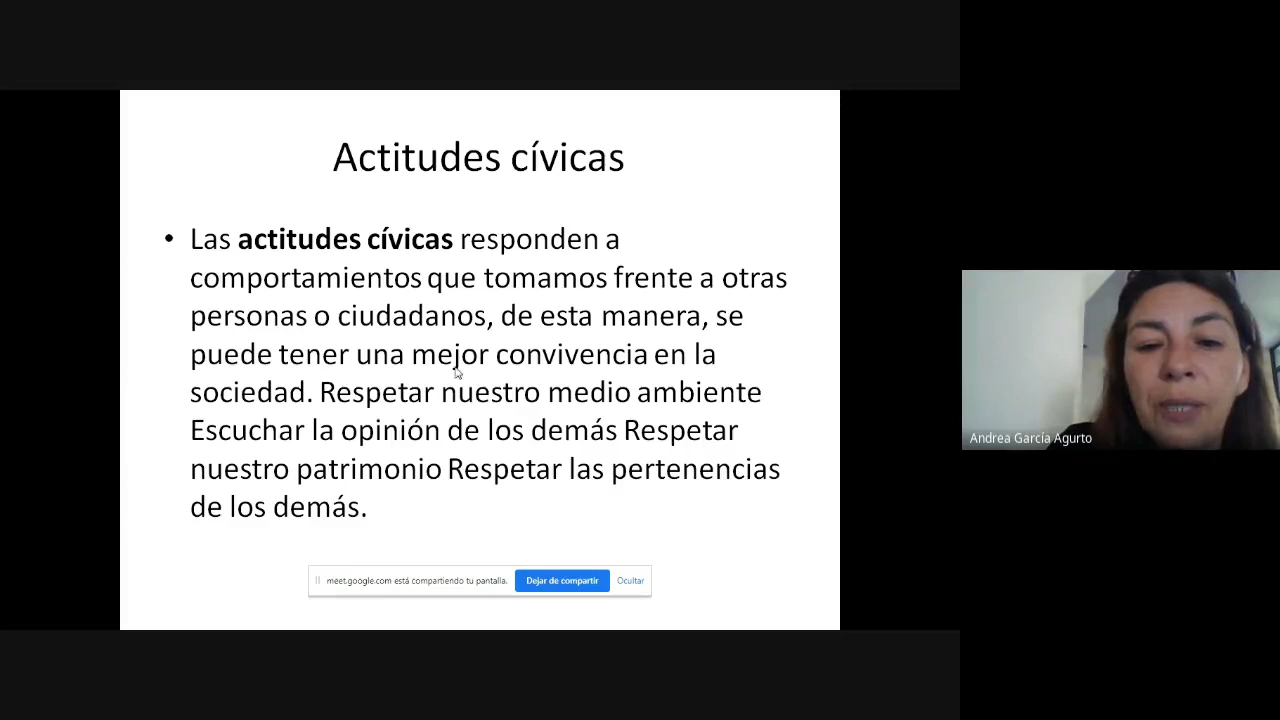 Actitudes cívicas
• Las actitudes cívicas responden a
comportamientos que tomamos frente a otras
personas o ciudadanos, de esta manera, se
puede tener una mejor convivencia en la
sociedad. Respetar nuestro medio ambiente
Escuchar la opinión de los demás Respetar
nuestro patrimonio Respetar las pertenencias
de los demás.
meet.google.com está compartiendo tu pantalla. Dejar de compartir Ocultar
Andrea García Agurto